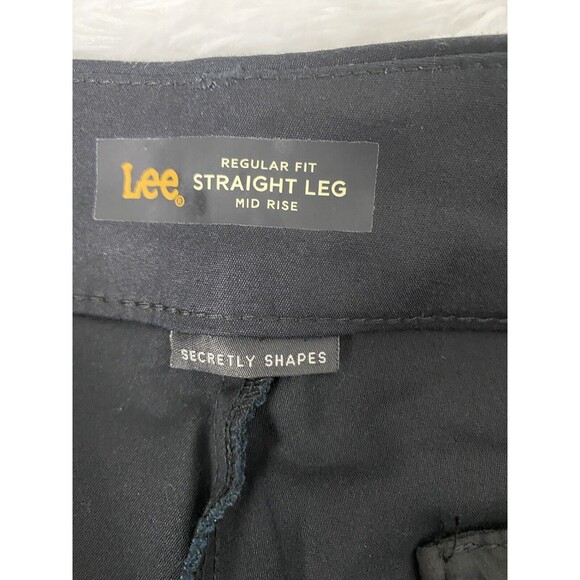 REGULAR FIT
Lee® STRAIGHT LEG
MID RISE
SECRETLY SHAPES